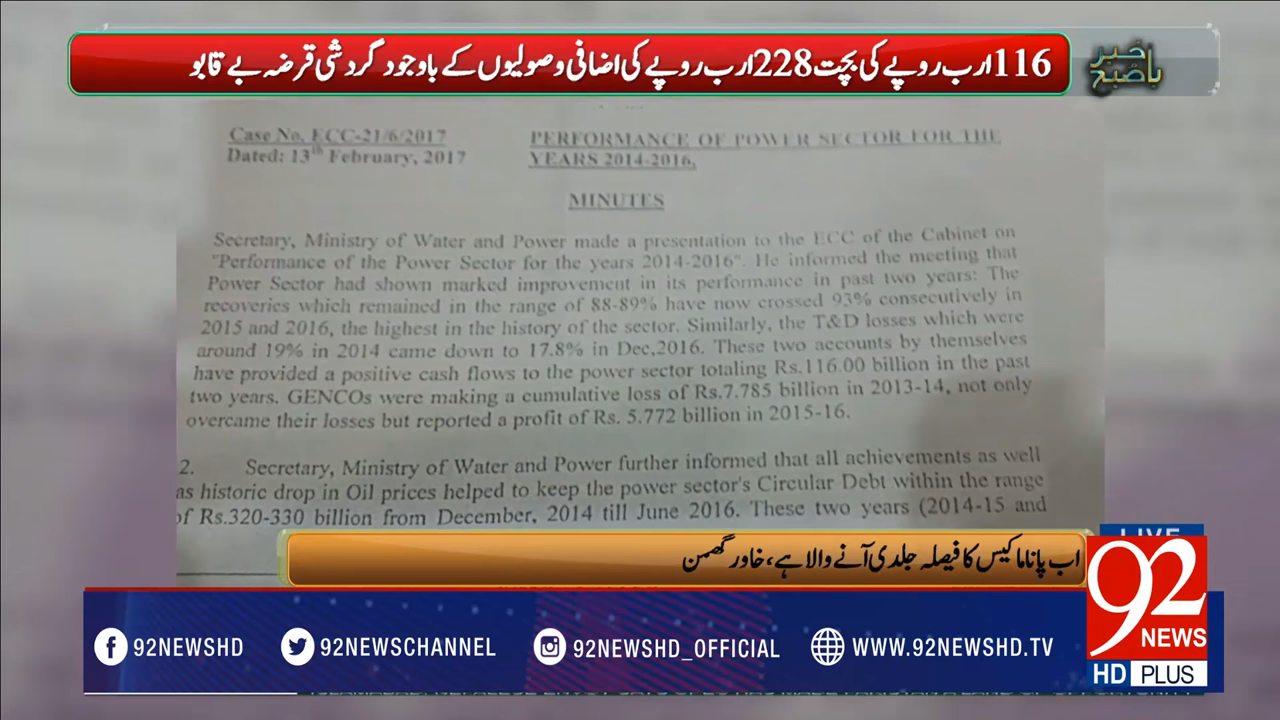 116 ارب روپے کی بچت 228 ارب روپے کی اضافی وصولیوں کے باوجود گردشی قرضہ بے قابو
باخبر صبح
Case No. ECC-21/6/2017
Dated: 13th February, 2017
PERFORMANCE OF POWER SECTOR FOR THE
YEARS 2014-2016.
MINUTES
Secretary, Ministry of Water and Power made a presentation to the ECC of the Cabinet on
"Performance of the Power Sector for the years 2014-2016". He informed the meeting that
Power Sector had shown marked improvement in its performance in past two years: The
recoveries which remained in the range of 88-89% have now crossed 93% consecutively in
2015 and 2016, the highest in the history of the sector. Similarly, the T&D losses which were
around 19% in 2014 came down to 17.8% in Dec,2016. These two accounts by themselves
have provided a positive cash flows to the power sector totaling Rs.116.00 billion in the past
two years. GENCOs were making a cumulative loss of Rs.7.785 billion in 2013-14, not only
overcame their losses but reported a profit of Rs. 5.772 billion in 2015-16.
2. Secretary, Ministry of Water and Power further informed that all achievements as well
as historic drop in Oil prices helped to keep the power sector's Circular Debt within the range
of Rs.320-330 billion from December, 2014 till June 2016. These two years (2014-15 and
اب پاناما کیس کا فیصلہ جلدی آنے والا ہے، خاور گھمن
LIVE
92
NEWS
HD PLUS
92NEWSHD
92NEWSCHANNEL
92NEWSHD_OFFICIAL
WWW.92NEWSHD.TV